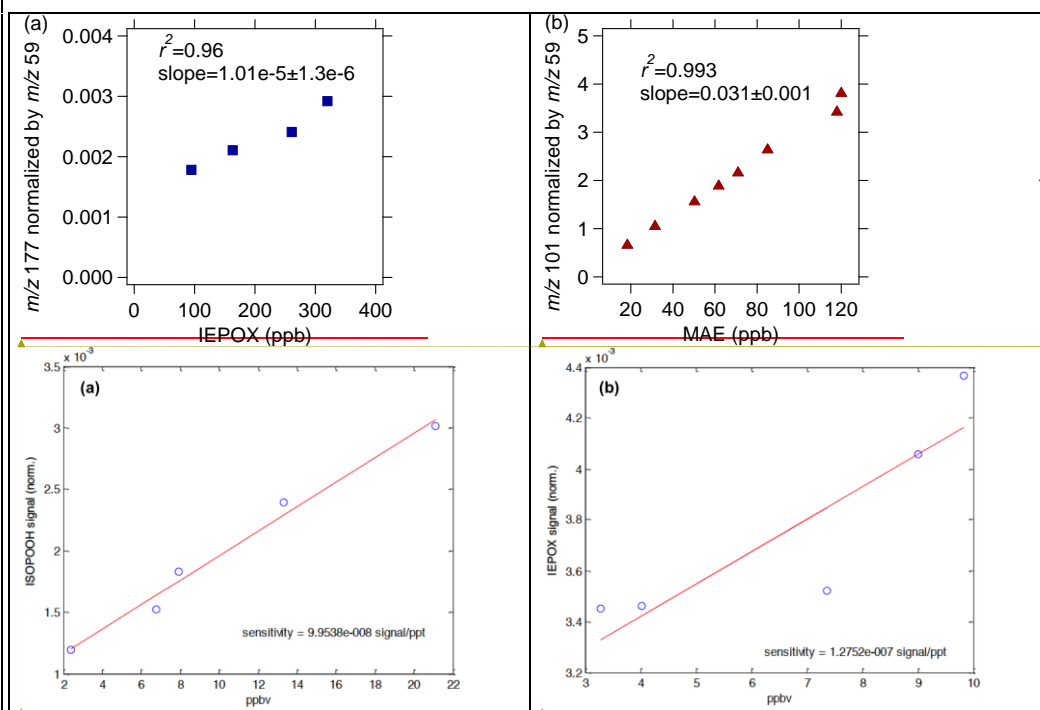 (a)
r²=0.96
slope=1.01e-5±1.3e-6
m/z 177 normalized by m/z 59
0.004
0.003
0.002
0.001
0.000
0 100 200 300 400
IEPOX (ppb)
(b)
r²=0.993
slope=0.031±0.001
m/z 101 normalized by m/z 59
5
4
3
2
1
0
20 40 60 80 100 120
MAE (ppb)
x 10⁻³
(a)
ISOPOOH signal (norm.)
3.5
3
2.5
2
1.5
1
sensitivity = 9.9538e-008 signal/ppt
2 4 6 8 10 12 14 16 18 20 22
ppbv
x 10⁻³
(b)
IEPOX signal (norm.)
4.4
4.2
4
3.8
3.6
3.4
3.2
sensitivity = 1.2752e-007 signal/ppt
3 4 5 6 7 8 9 10
ppbv